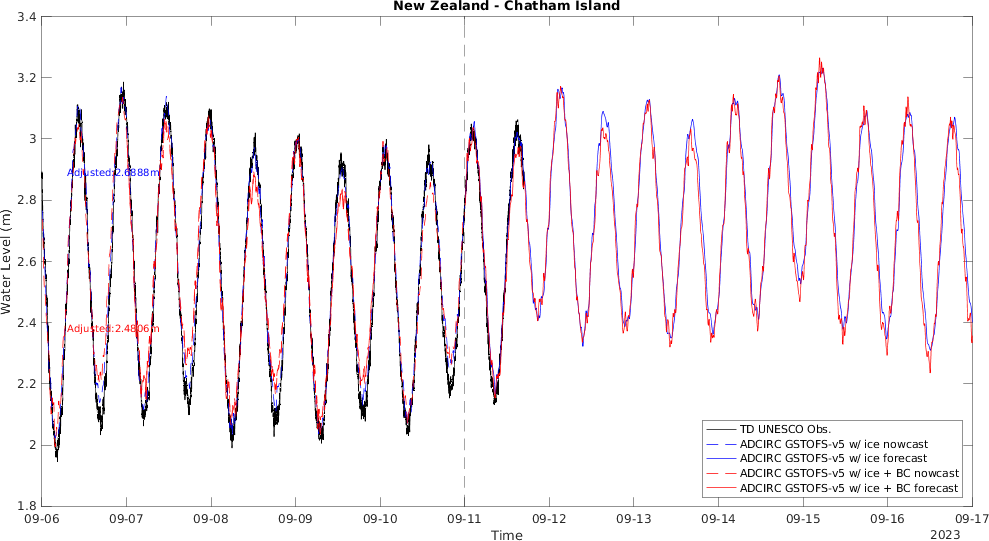 New Zealand - Chatham Island
3.4
3.2
3
2.8
2.6
2.4
2.2
2
1.8
Water Level (m)
Adjusted:2.6888m
Adjusted:2.4806m
TD UNESCO Obs.
ADCIRC GSTOFS-v5 w/ ice nowcast
ADCIRC GSTOFS-v5 w/ ice forecast
ADCIRC GSTOFS-v5 w/ ice + BC nowcast
ADCIRC GSTOFS-v5 w/ ice + BC forecast
09-06 09-07 09-08 09-09 09-10 09-11 09-12 09-13 09-14 09-15 09-16 09-17
Time
2023